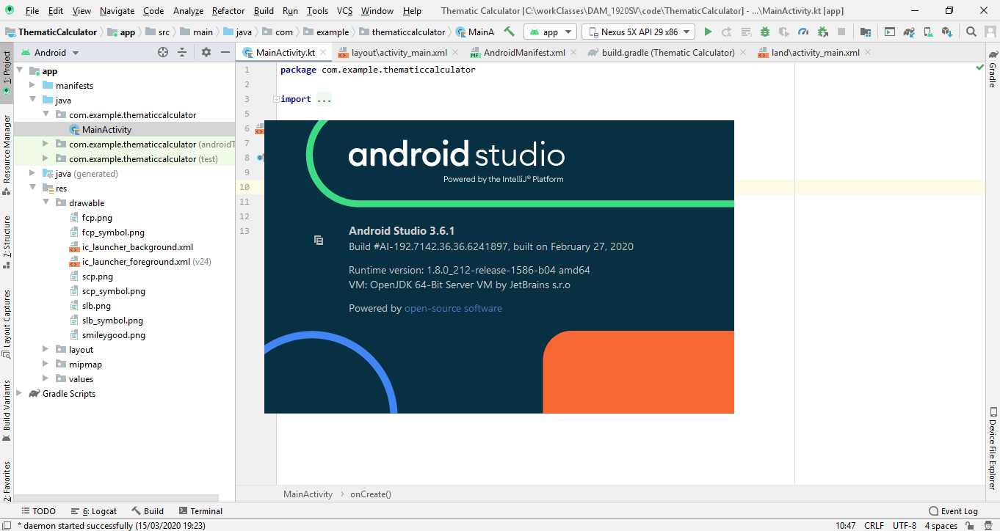 File Edit View Navigate Code Analyze Refactor Build Run Tools VCS Window Help Thematic Calculator [C:\workClasses\DAM_1920SV\code\ThematicCalculator] - ...\MainActivity.kt [app]
ThematicCalculator app src main java com example thematiccalculator MainA app Nexus 5X API 29 x86
1: Project
Resource Manager
7: Structure
Layout Captures
Build Variants
2: Favorites
Android
app
manifests
java
com.example.thematiccalculator
MainActivity
com.example.thematiccalculator (androidT
com.example.thematiccalculator (test)
java (generated)
res
drawable
fcp.png
fcp_symbol.png
ic_launcher_background.xml
ic_launcher_foreground.xml (v24)
scp.png
scp_symbol.png
slb.png
slb_symbol.png
smileygood.png
layout
mipmap
values
Gradle Scripts
MainActivity.kt layout\activity_main.xml AndroidManifest.xml build.gradle (Thematic Calculator) land\activity_main.xml
1 package com.example.thematiccalculator
2
3 import ...
5
6
7
8
9
10
11
12
13
android studio
Powered by the IntelliJ® Platform
Android Studio 3.6.1
Build #AI-192.7142.36.36.6241897, built on February 27, 2020
Runtime version: 1.8.0_212-release-1586-b04 amd64
VM: OpenJDK 64-Bit Server VM by JetBrains s.r.o
Powered by open-source software
MainActivity onCreate()
Gradle
Device File Explorer
TODO 6: Logcat Build Terminal Event Log
* daemon started successfully (15/03/2020 19:23) 10:47 CRLF UTF-8 4 spaces